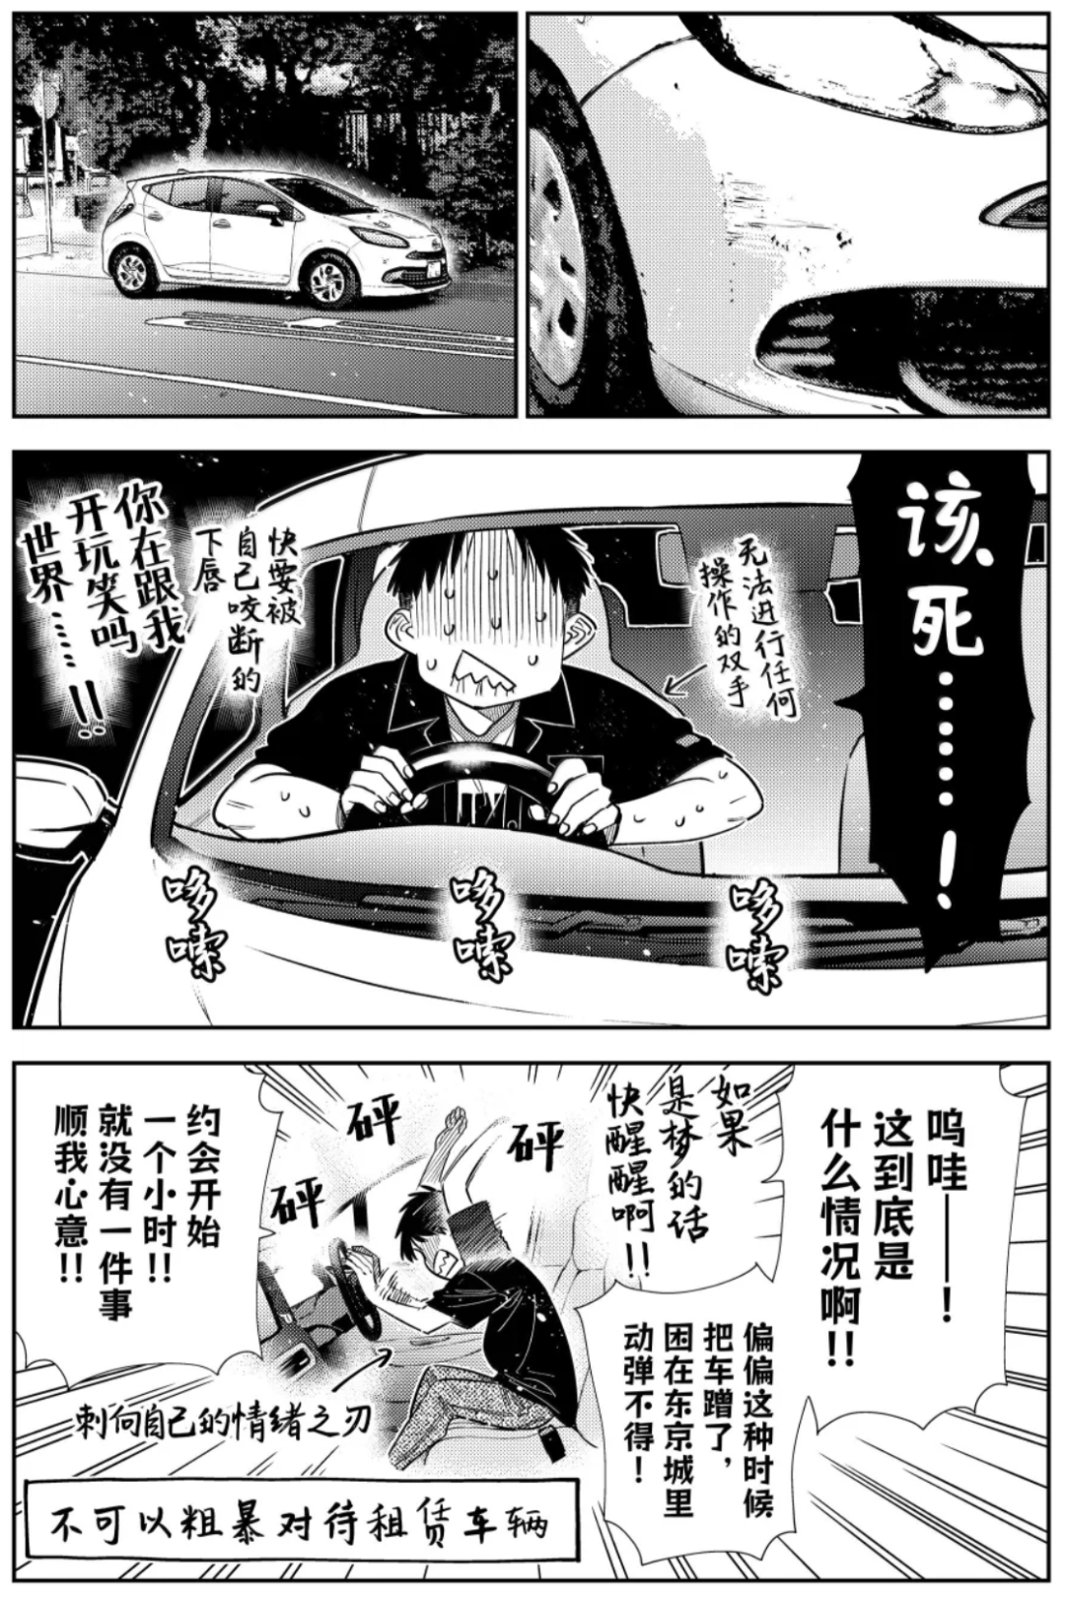 该死……！
无法进行任何
操作的双手
快要被
自己咬断的
下唇
你在跟我
开玩笑吗
世界……!!
哆嗦
哆嗦
哆嗦
呜哇——！
这到底是
什么情况啊!!
如果
是梦的话
快醒醒啊!!
偏偏这种时候
把车蹭了，
困在东京城里
动弹不得！
砰
砰
砰
约会开始
一个小时!!
就没有一件事
顺我心意!!
刺向自己的情绪之刃
不可以粗暴对待租赁车辆